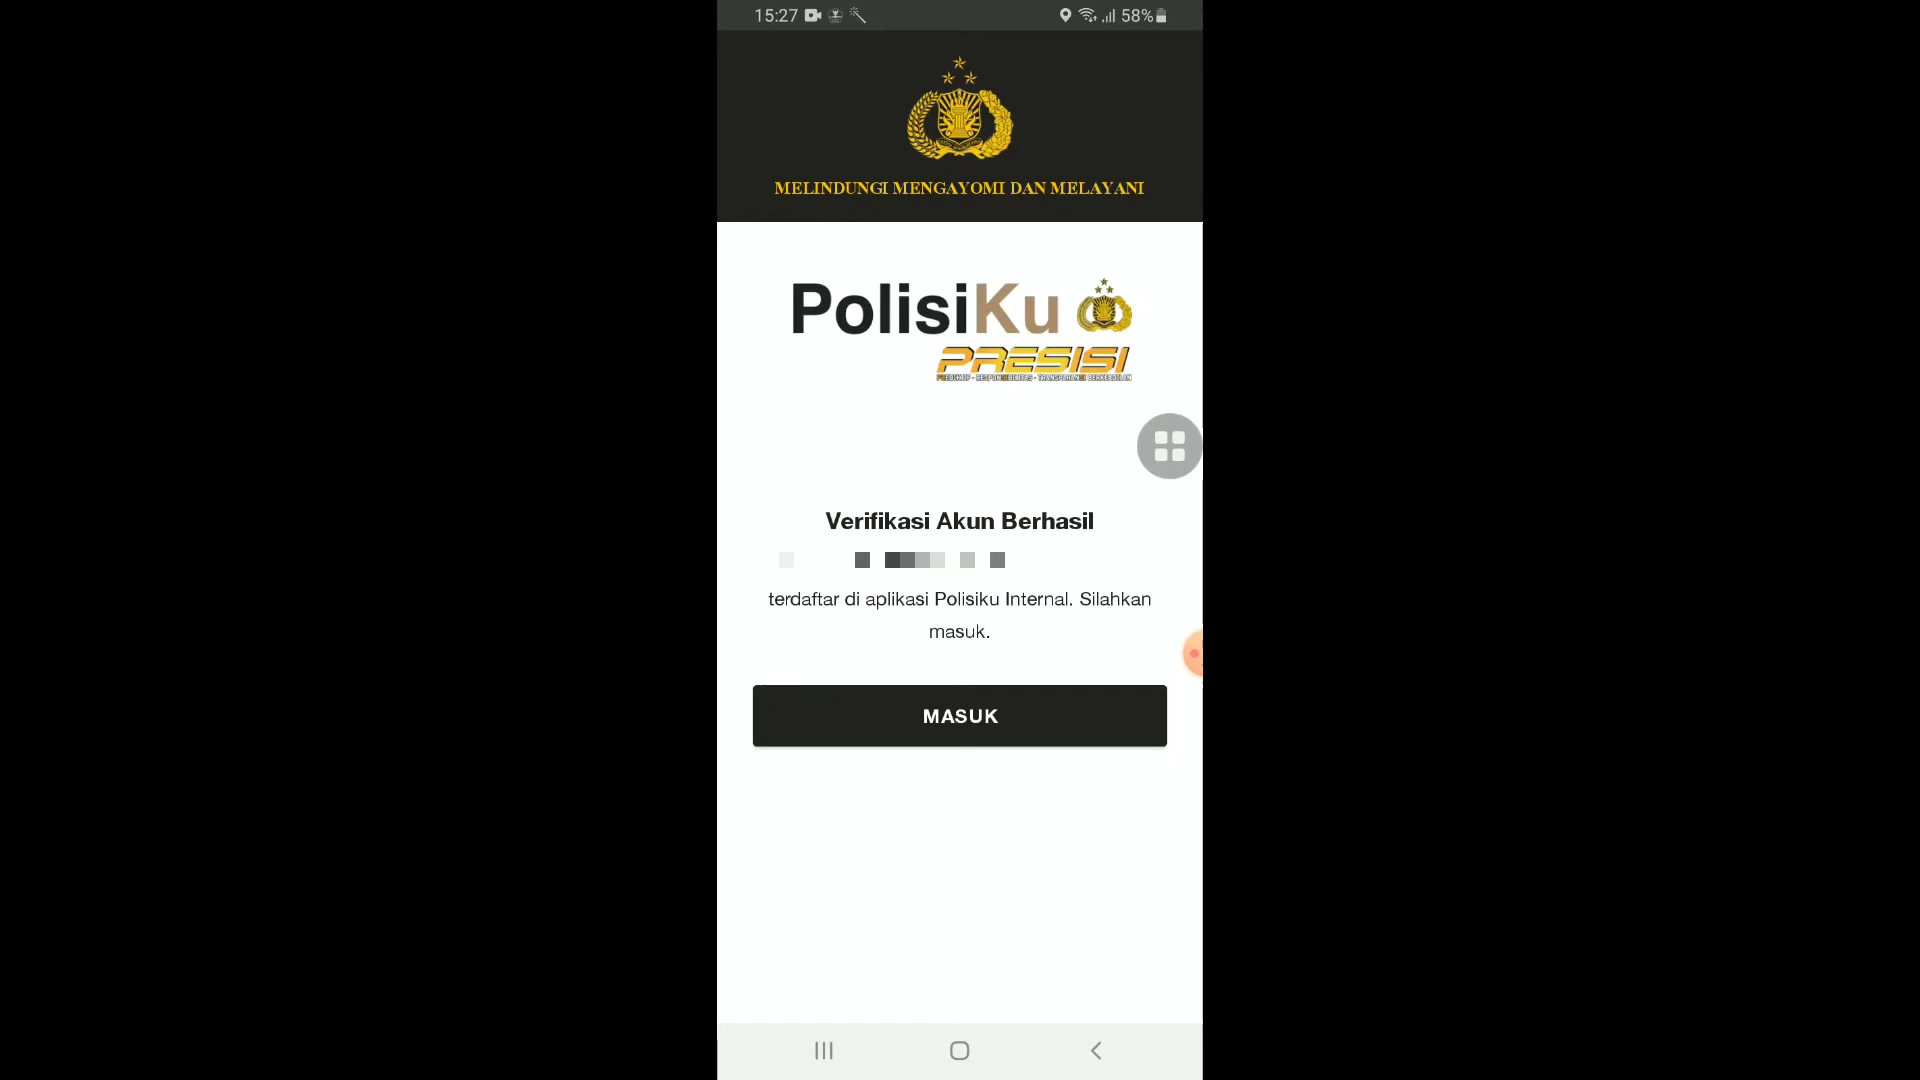 15:27 58%
MELINDUNGI MENGAYOMI DAN MELAYANI
PolisiKu
PRESISI
Verifikasi Akun Berhasil
terdaftar di aplikasi Polisiku Internal. Silahkan
masuk.
MASUK